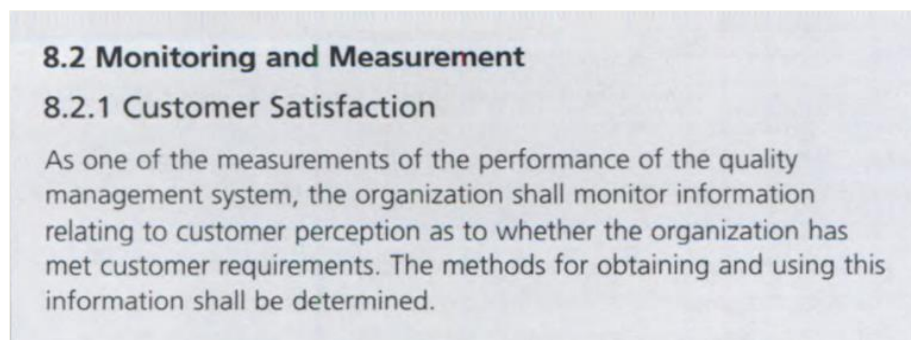 8.2 Monitoring and Measurement
8.2.1 Customer Satisfaction
As one of the measurements of the performance of the quality
management system, the organization shall monitor information
relating to customer perception as to whether the organization has
met customer requirements. The methods for obtaining and using this
information shall be determined.